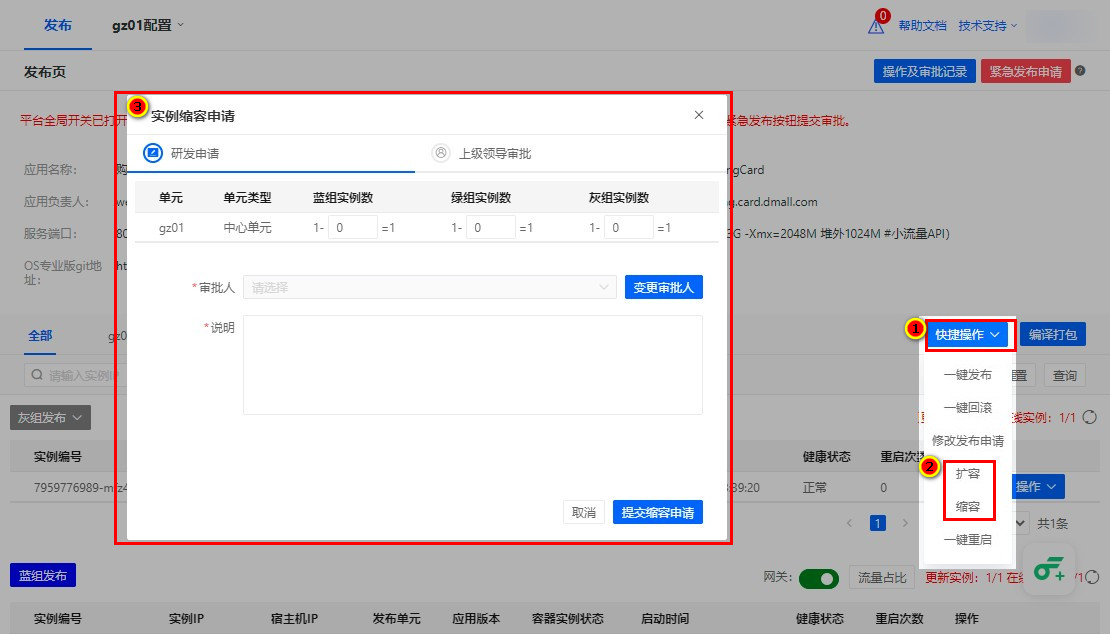 发布 gz01配置 0 帮助文档 技术支持
发布页 操作及审批记录 紧急发布申请 ?
平台全局开关已打开 紧急发布按钮提交审批。
3 实例缩容申请
研发申请 上级领导审批
应用名称: 购 ngCard
单元 单元类型 蓝组实例数 绿组实例数 灰组实例数
应用负责人: we g.card.dmall.com
gz01 中心单元 1- 0 =1 1- 0 =1 1- 0 =1
服务端口: 80 3G -Xmx=2048M 堆外1024M #小流量API)
OS专业版git地
址: ht
*审批人 请选择 变更审批人
*说明
全部 gz0 1 快捷操作 编译打包
请输入实例IP 一键发布 置 查询
一键回滚
灰组发布 线实例: 1/1
修改发布申请
实例编号 健康状态 重启次数
2 扩容
7959776989-m 39:20 正常 0 操作
缩容
取消 提交缩容申请
1 共1条
一键重启
蓝组发布 网关: 流量占比 更新实例: 1/1 在 /1
实例编号 实例IP 宿主机IP 发布单元 应用版本 容器实例状态 启动时间 健康状态 重启次数 操作